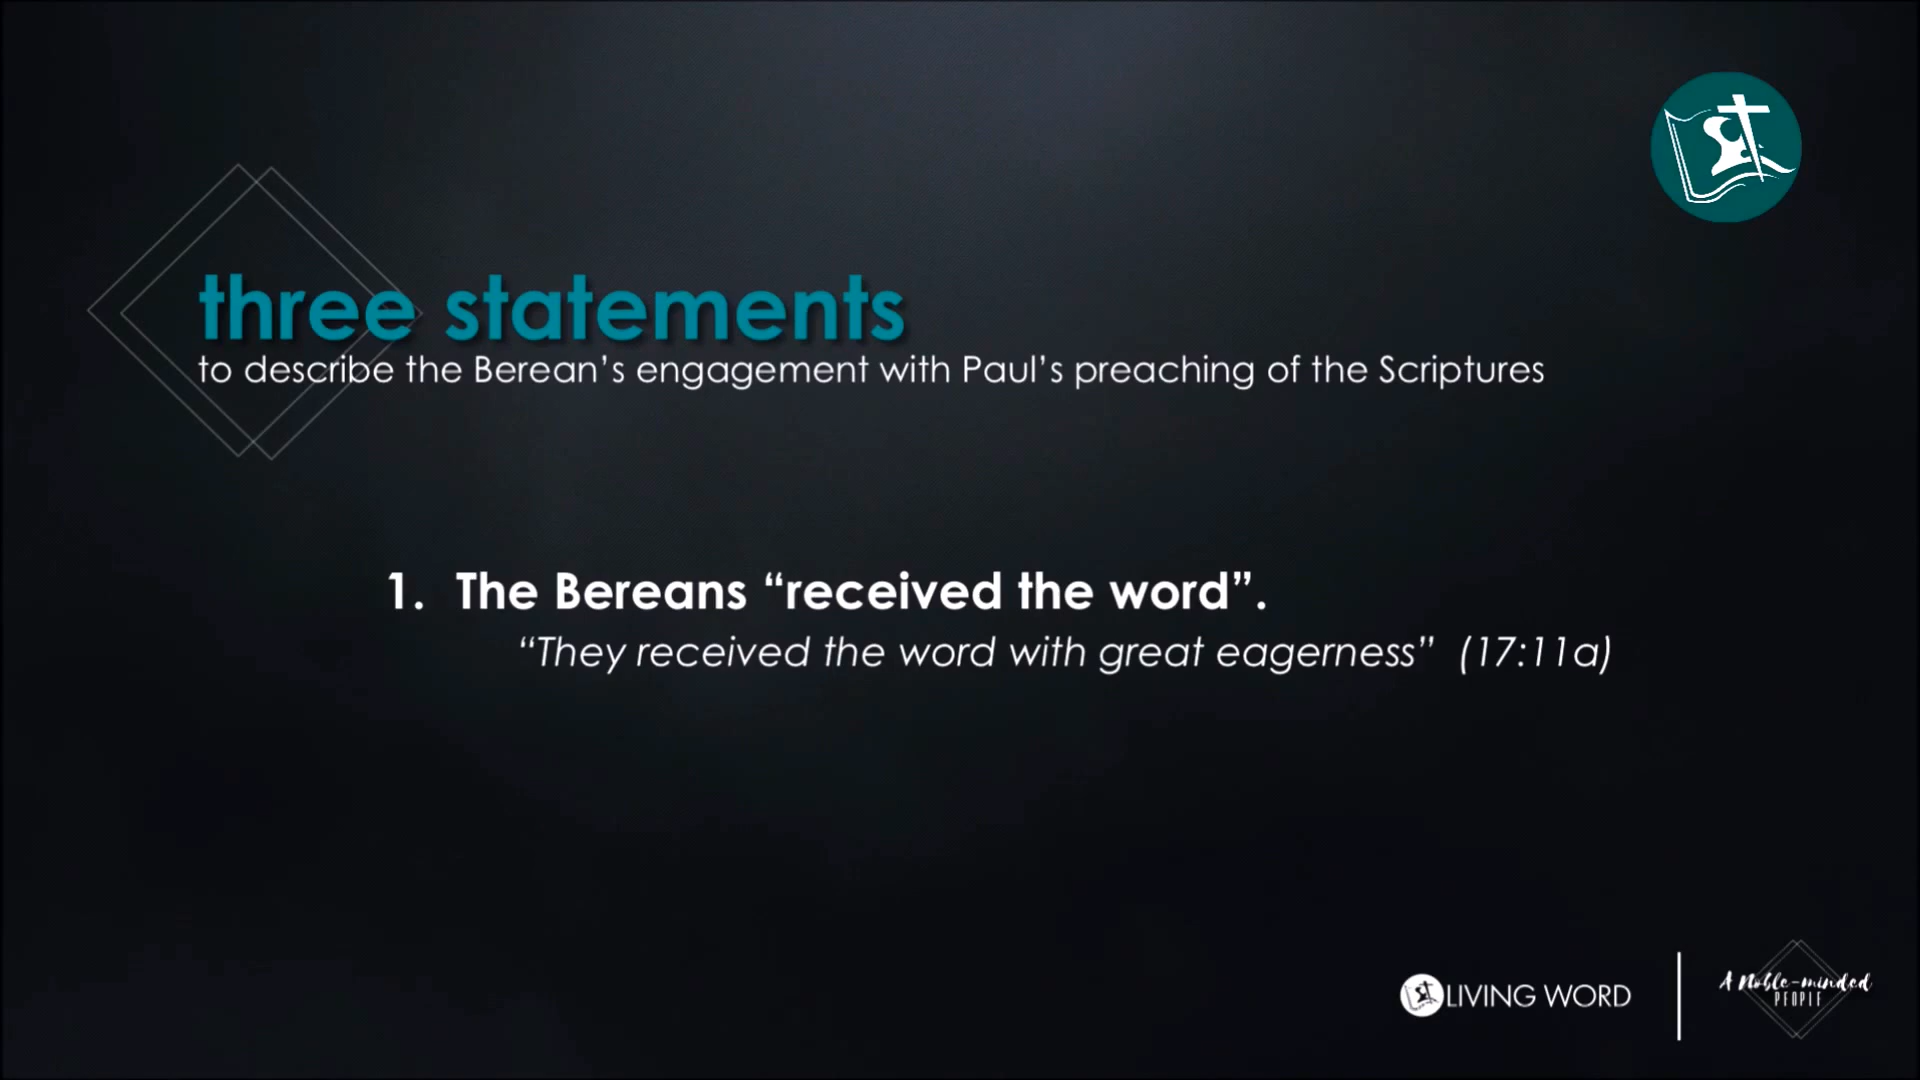 three statements
to describe the Berean’s engagement with Paul’s preaching of the Scriptures
1. The Bereans “received the word”.
“They received the word with great eagerness” (17:11a)
LIVING WORD
A Noble-minded
PEOPLE